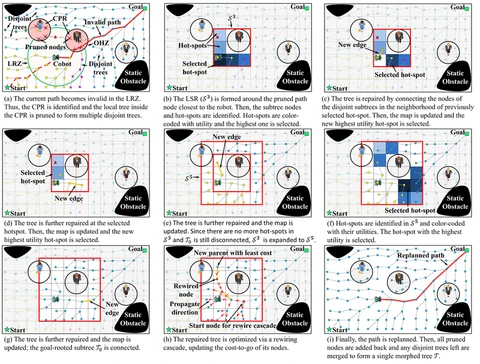 Disjoint trees
CPR
Invalid path
Goal
Pruned nodes
OHZ
LRZ
Cobot
Disjoint trees
Static Obstacle
Start
(a) The current path becomes invalid in the LRZ.
Thus, the CPR is identified and the local tree inside
the CPR is pruned to form multiple disjoint trees.
S³
Goal
Hot-spots
Selected hot-spot
Static Obstacle
Start
(b) The LSR (S³) is formed around the pruned path
node closest to the robot. Then, the subtree nodes
and hot-spots are identified. Hot-spots are color-
coded with utility and the highest one is selected.
Goal
New edge
Selected hot-spot
Static Obstacle
Start
(c) The tree is repaired by connecting the nodes of
the disjoint subtrees in the neighborhood of previously
selected hot-spot. Then, the map is updated and the
new highest utility hot-spot is selected.
Goal
Selected hot-spot
New edge
Static Obstacle
Start
(d) The tree is further repaired at the selected
hotspot. Then, the map is updated and the new
highest utility hot-spot is selected.
Goal
New edge
S⁵
Static Obstacle
Start
(e) The tree is further repaired and the map is
updated. Since there are no more hot-spots in
S³ and T₀ is still disconnected, S³ is expanded to S⁵.
Goal
Selected hot-spot
Static Obstacle
Start
(f) Hot-spots are identified in S⁵ and color-coded
with their utilities. The hot-spot with the highest
utility is selected.
Goal
New edge
Static Obstacle
Start
(g) The tree is further repaired and the map is
updated; the goal-rooted subtree T₀ is connected.
New parent with least cost
Goal
Rewired node
Propagate direction
Start node for rewire cascade
Static Obstacle
Start
(h) The repaired tree is optimized via a rewiring
cascade, updating the cost-to-go of its nodes.
Replanned path
Goal
Static Obstacle
Start
(i) Finally, the path is replanned. Then, all pruned
nodes are added back and any disjoint trees left are
merged to form a single morphed tree T.